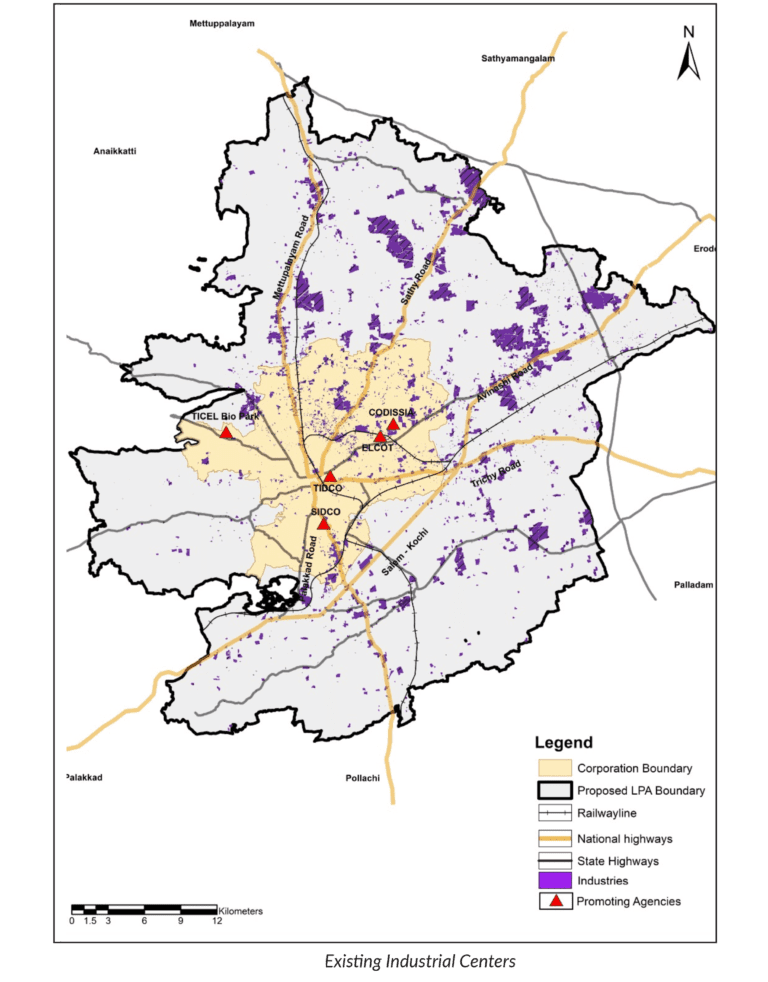 Mettuppalayam
N
Sathyamangalam
Anaikkatti
Erode
Mettupalayam Road
Sathy Road
Avinashi Road
CODISSIA
TICEL Bio Park
ELCOT
TIDCO
Trichy Road
SIDCO
Salem - Kochi
Road
Palladam
Palakkad
Pollachi
Legend
Corporation Boundary
Proposed LPA Boundary
Railwayline
National highways
State Highways
Industries
Promoting Agencies
Kilometers
0 1.5 3 6 9 12
Existing Industrial Centers